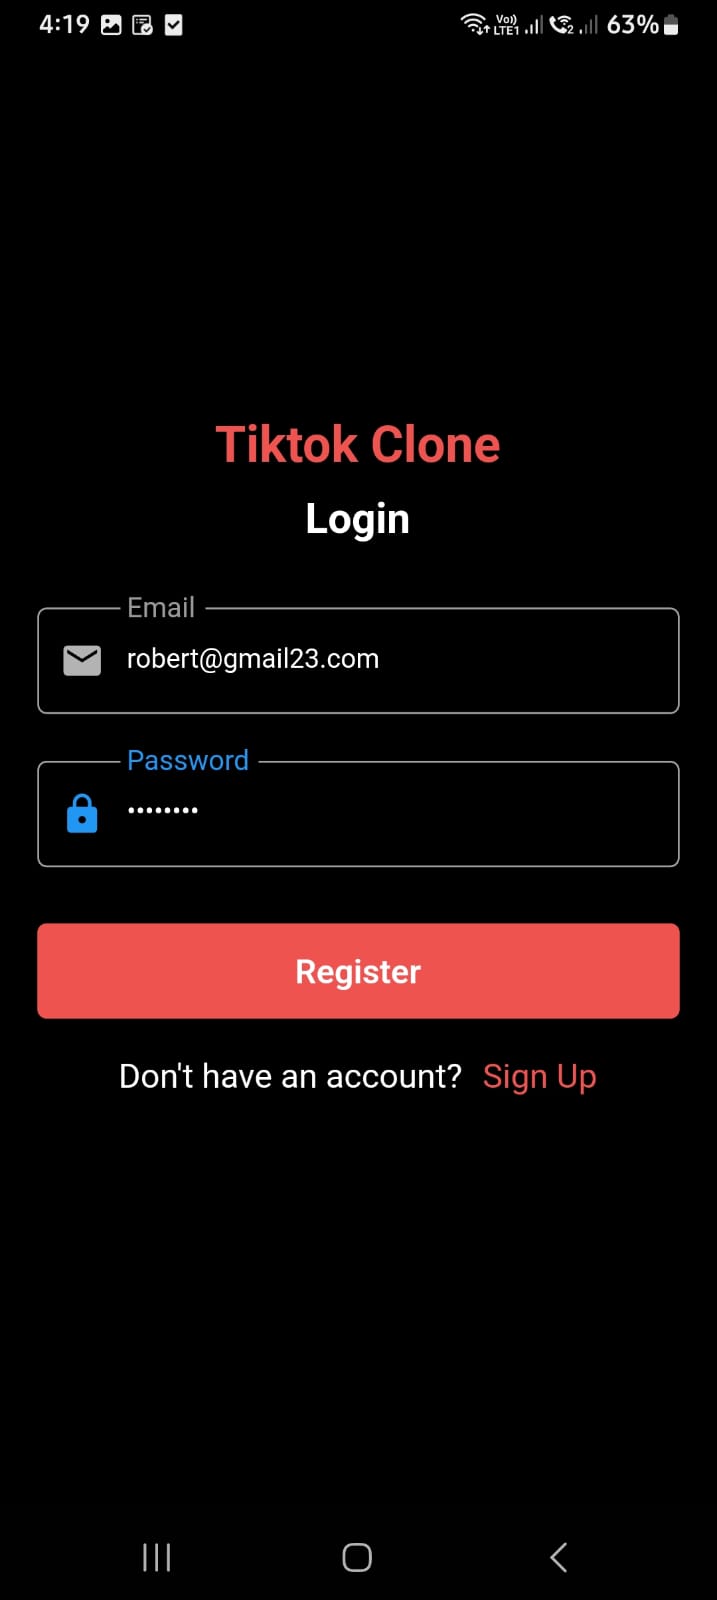 4:19 Vo)) LTE1 2 63%
Tiktok Clone
Login
Email
robert@gmail23.com
Password
••••••••
Register
Don't have an account? Sign Up